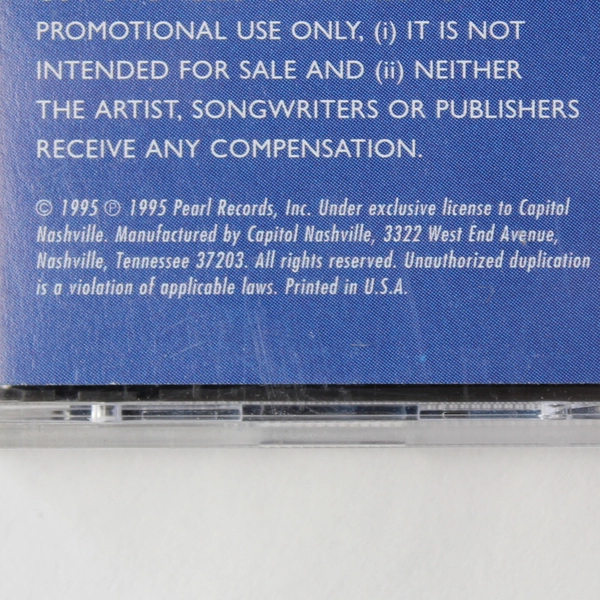 PROMOTIONAL USE ONLY, (i) IT IS NOT
INTENDED FOR SALE AND (ii) NEITHER
THE ARTIST, SONGWRITERS OR PUBLISHERS
RECEIVE ANY COMPENSATION.
© 1995 ℗ 1995 Pearl Records, Inc. Under exclusive license to Capitol
Nashville. Manufactured by Capitol Nashville, 3322 West End Avenue,
Nashville, Tennessee 37203. All rights reserved. Unauthorized duplication
is a violation of applicable laws. Printed in U.S.A.